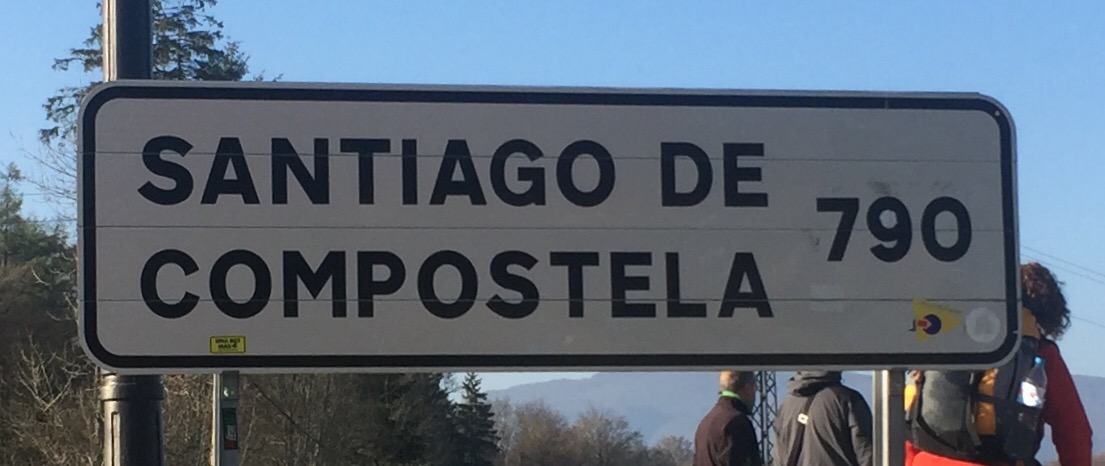 SANTIAGO DE
COMPOSTELA
790